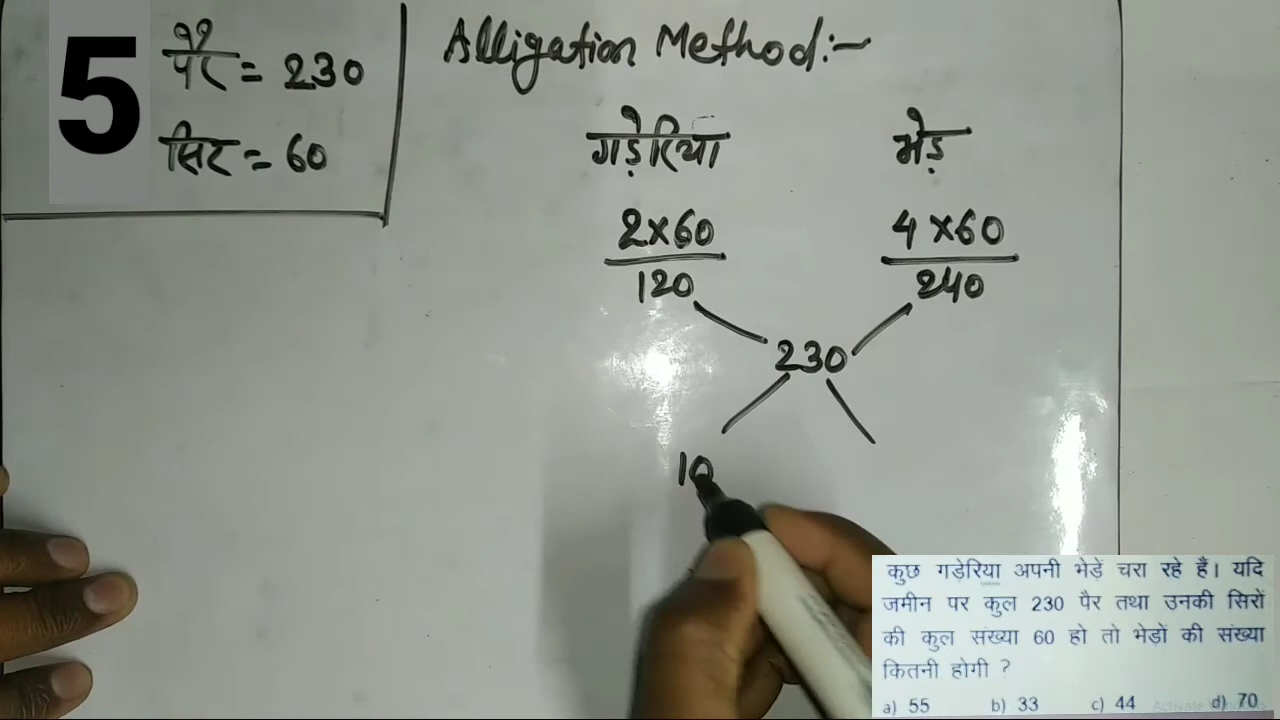 5
पैर = 230
सिर = 60
Alligation Method:-
गड़ेरिया भेड़
2×60 4×60
120 240
230
10
कुछ गड़ेरिया अपनी भेड़ें चरा रहे हैं। यदि
जमीन पर कुल 230 पैर तथा उनकी सिरों
की कुल संख्या 60 हो तो भेड़ों की संख्या
कितनी होगी ?
a) 55 b) 33 c) 44 d) 70